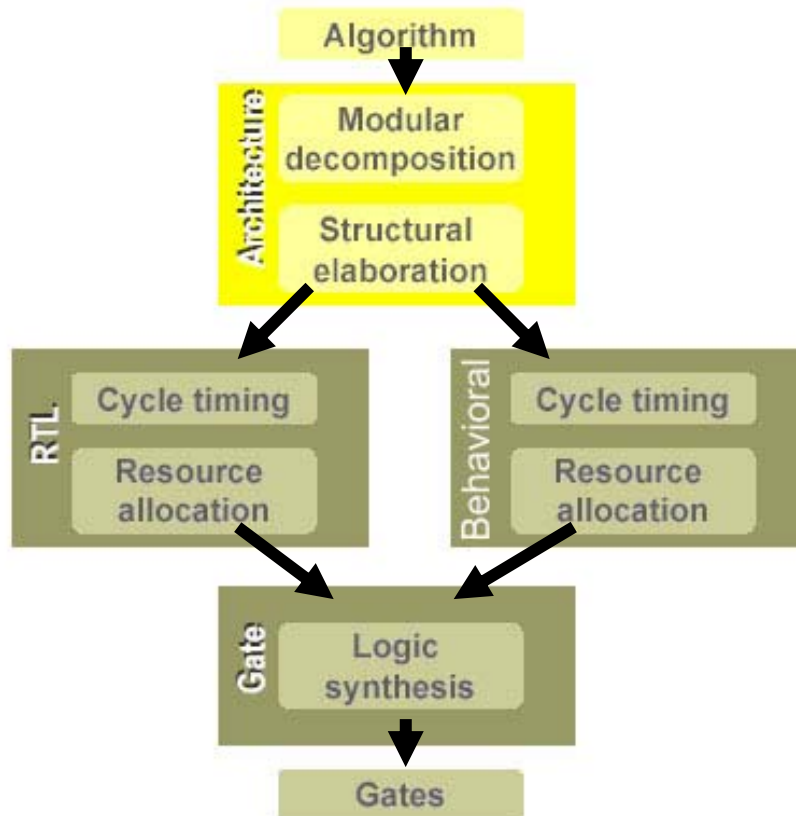 Algorithm
Architecture
Modular
decomposition
Structural
elaboration
RTL
Cycle timing
Resource
allocation
Behavioral
Cycle timing
Resource
allocation
Gate
Logic
synthesis
Gates